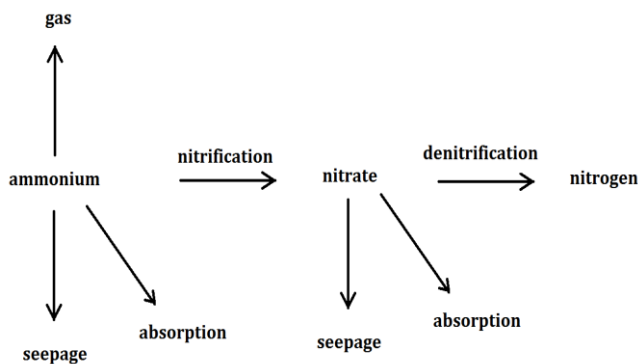 gas
nitrification
denitrification
ammonium
nitrate
nitrogen
absorption
absorption
seepage
seepage